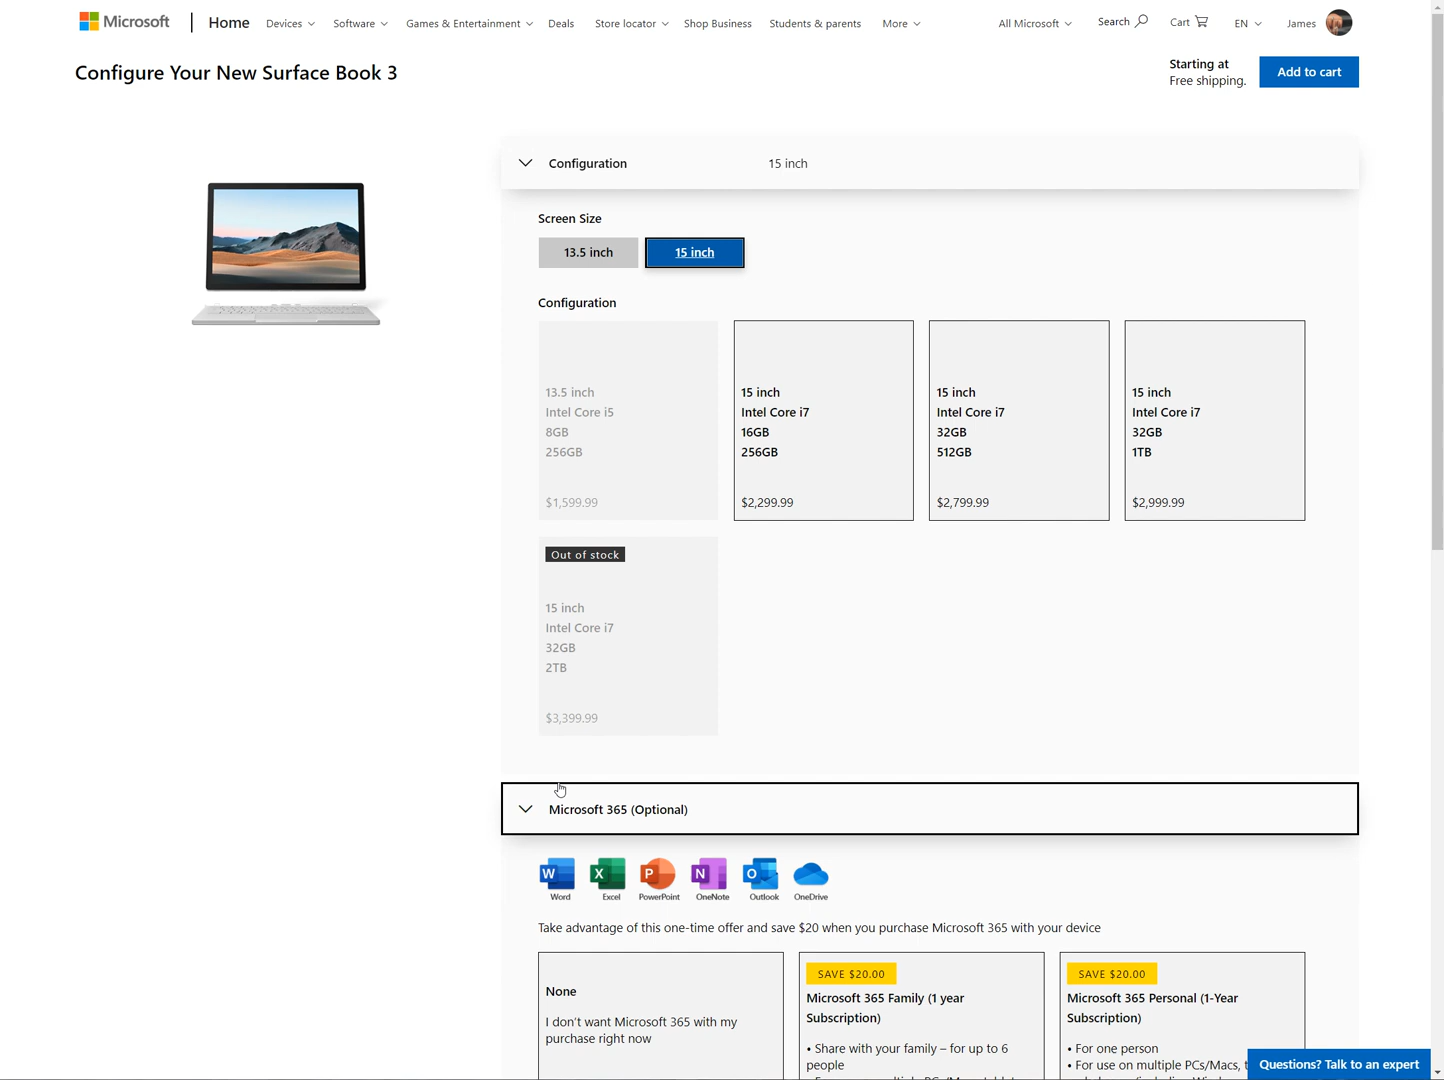 Microsoft
Home
Devices
Software
Games & Entertainment
Deals
Store locator
Shop Business
Students & parents
More
All Microsoft
Search
Cart
EN
James
Configure Your New Surface Book 3
Starting at
Free shipping.
Add to cart
Configuration
15 inch
Screen Size
13.5 inch
15 inch
Configuration
13.5 inch
Intel Core i5
8GB
256GB
$1,599.99
15 inch
Intel Core i7
16GB
256GB
$2,299.99
15 inch
Intel Core i7
32GB
512GB
$2,799.99
15 inch
Intel Core i7
32GB
1TB
$2,999.99
Out of stock
15 inch
Intel Core i7
32GB
2TB
$3,399.99
Microsoft 365 (Optional)
W
Word
X
Excel
P
PowerPoint
N
OneNote
O
Outlook
OneDrive
Take advantage of this one-time offer and save $20 when you purchase Microsoft 365 with your device
None
I don't want Microsoft 365 with my
purchase right now
SAVE $20.00
Microsoft 365 Family (1 year
Subscription)
• Share with your family – for up to 6
people
SAVE $20.00
Microsoft 365 Personal (1-Year
Subscription)
• For one person
• For use on multiple PCs/Macs,
Questions? Talk to an expert